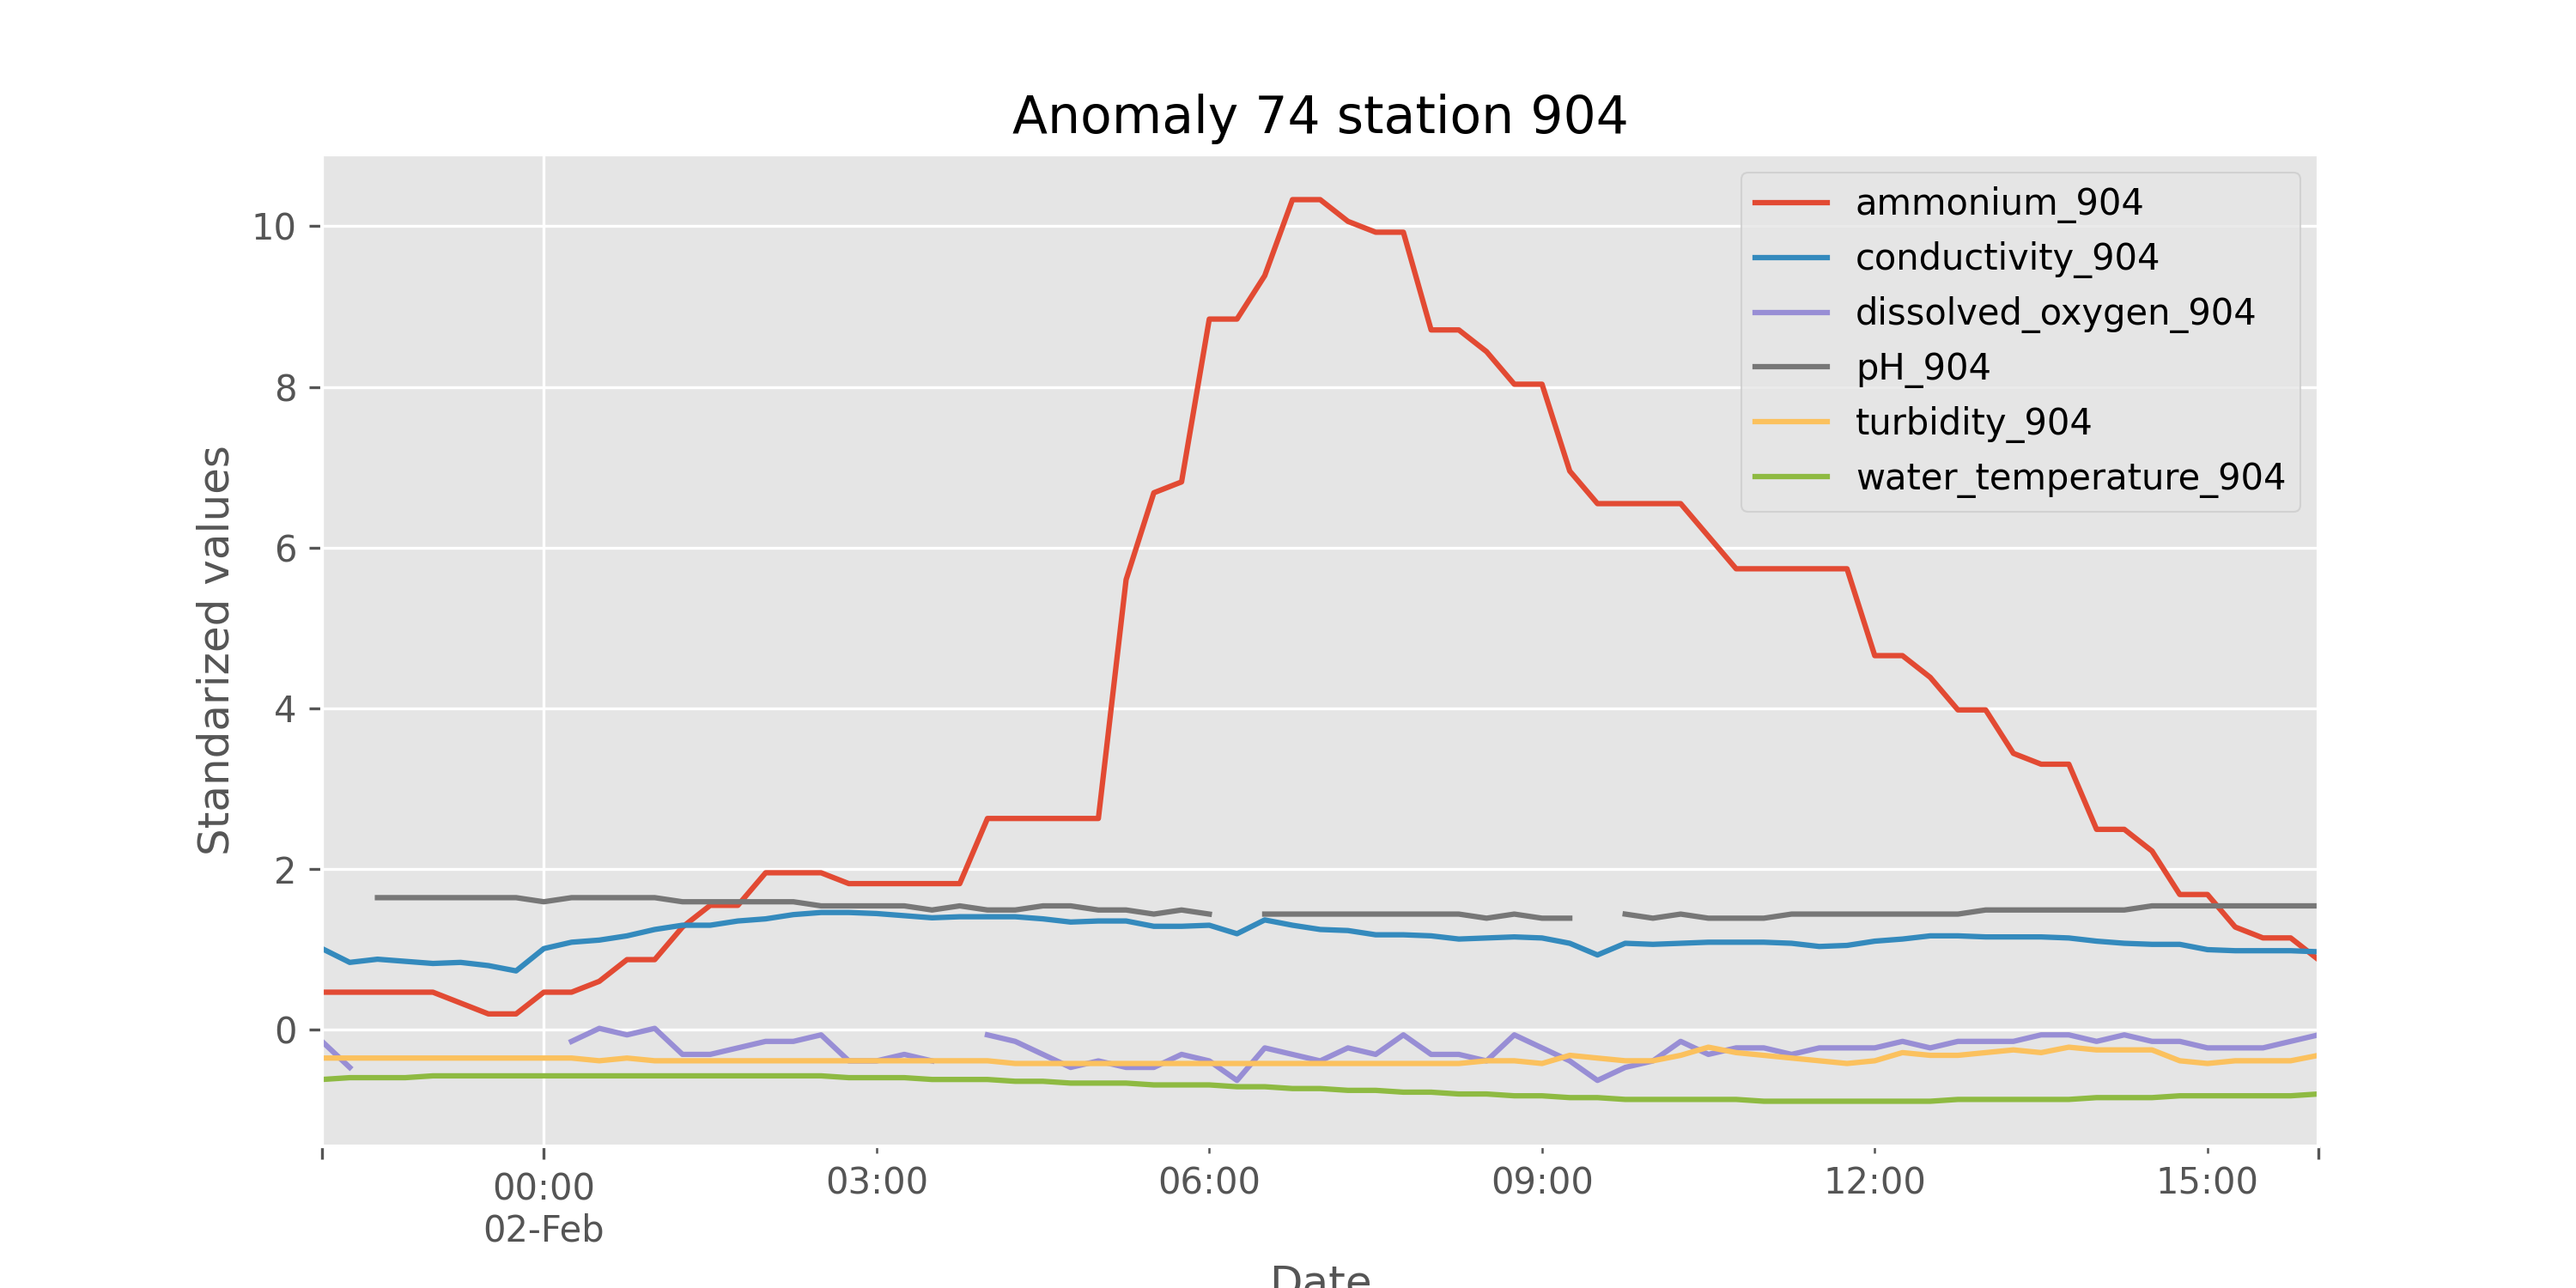 Anomaly 74 station 904
ammonium_904
conductivity_904
dissolved_oxygen_904
pH_904
turbidity_904
water_temperature_904
10
8
6
4
2
0
Standarized values
00:00
02-Feb
03:00
06:00
09:00
12:00
15:00
Date